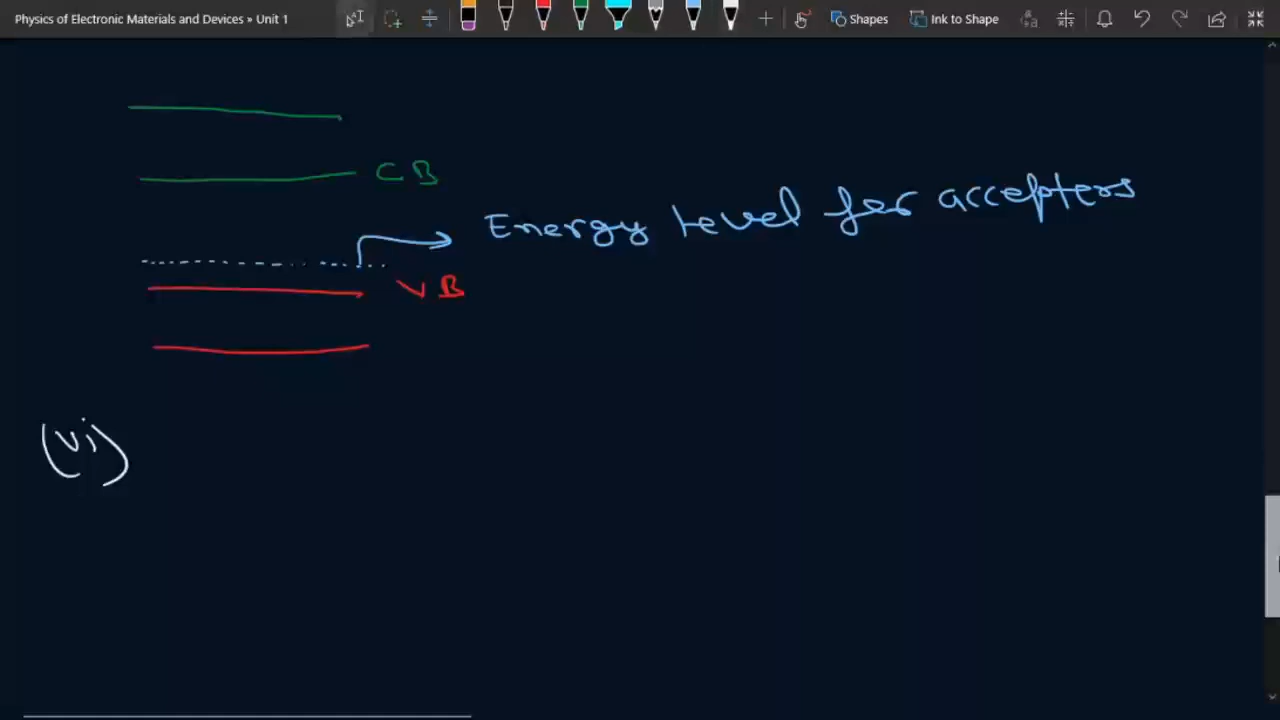 Physics of Electronic Materials and Devices » Unit 1
Shapes
Ink to Shape
CB
Energy level for accepters
VB
(vi)